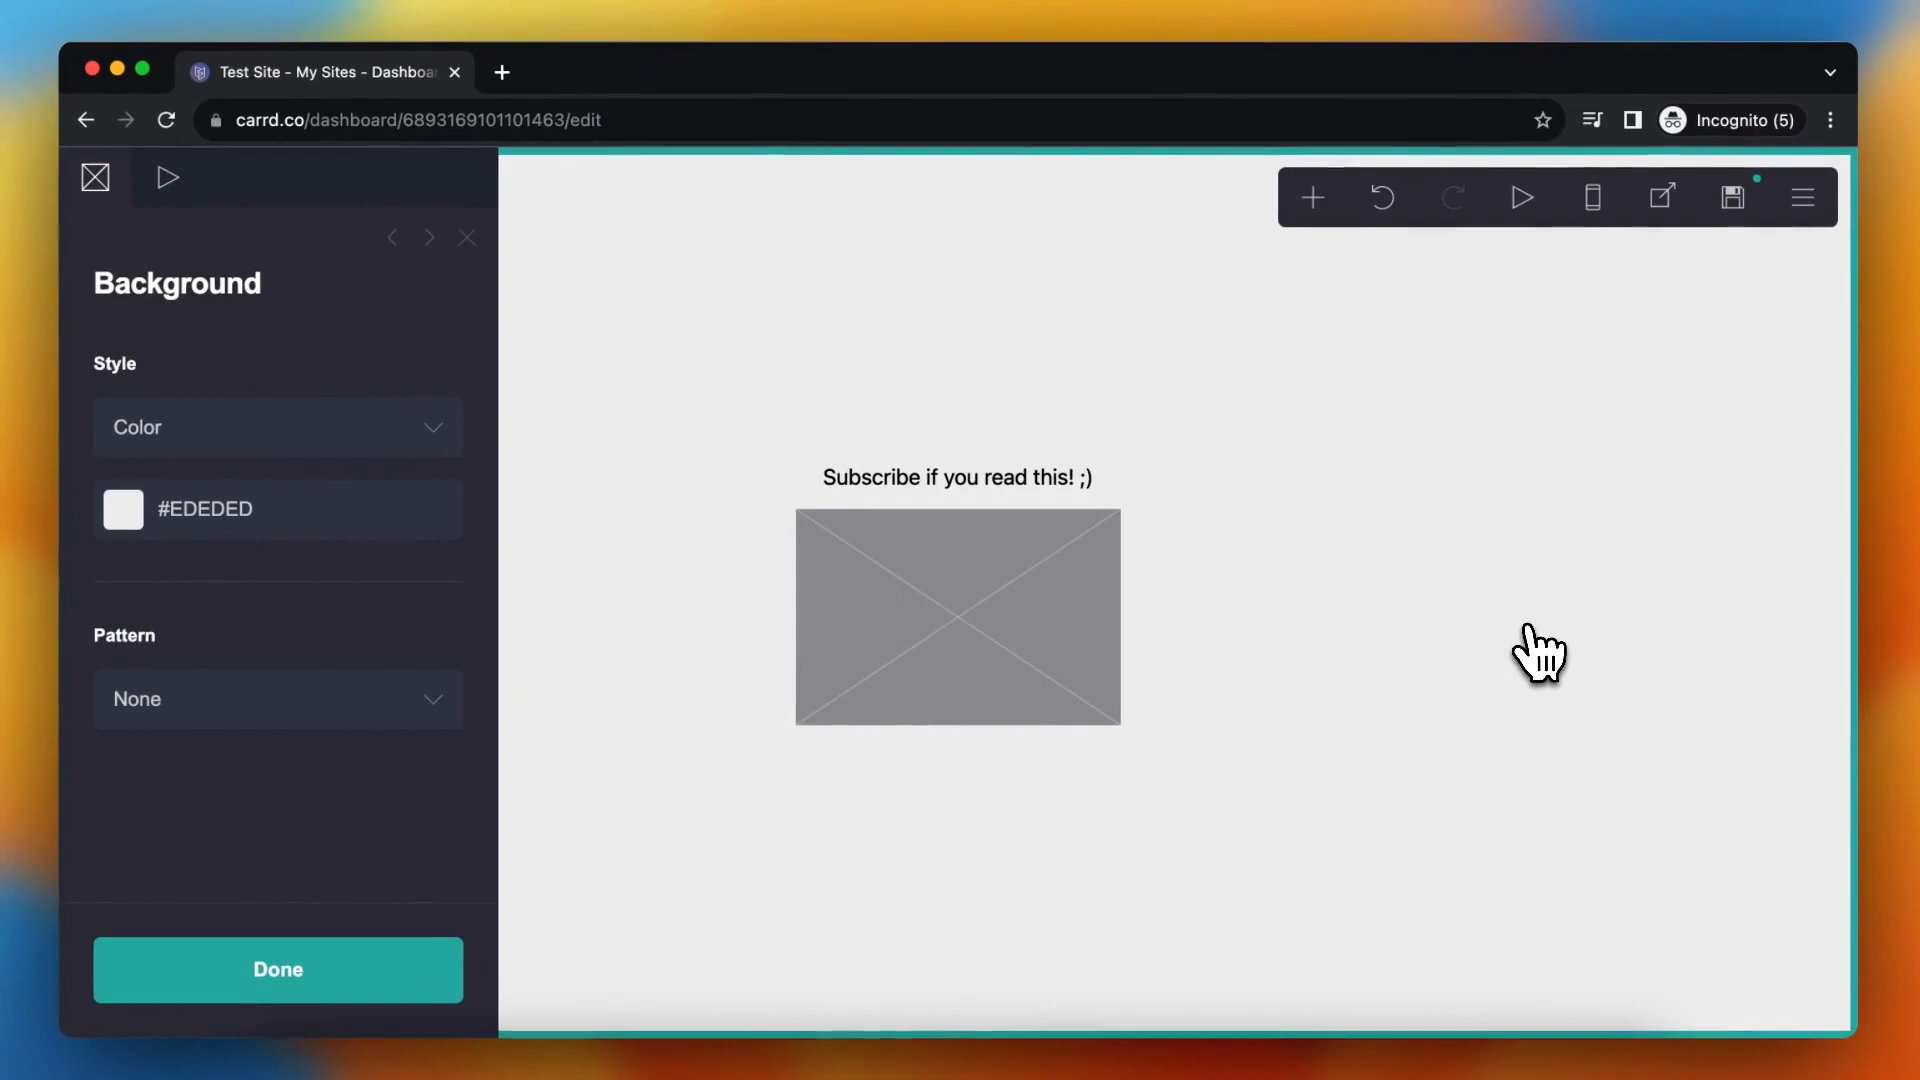 Test Site - My Sites - Dashboar
carrd.co/dashboard/6893169101101463/edit
Incognito (5)
Background
Style
Color
#EDEDED
Pattern
None
Done
Subscribe if you read this! ;)